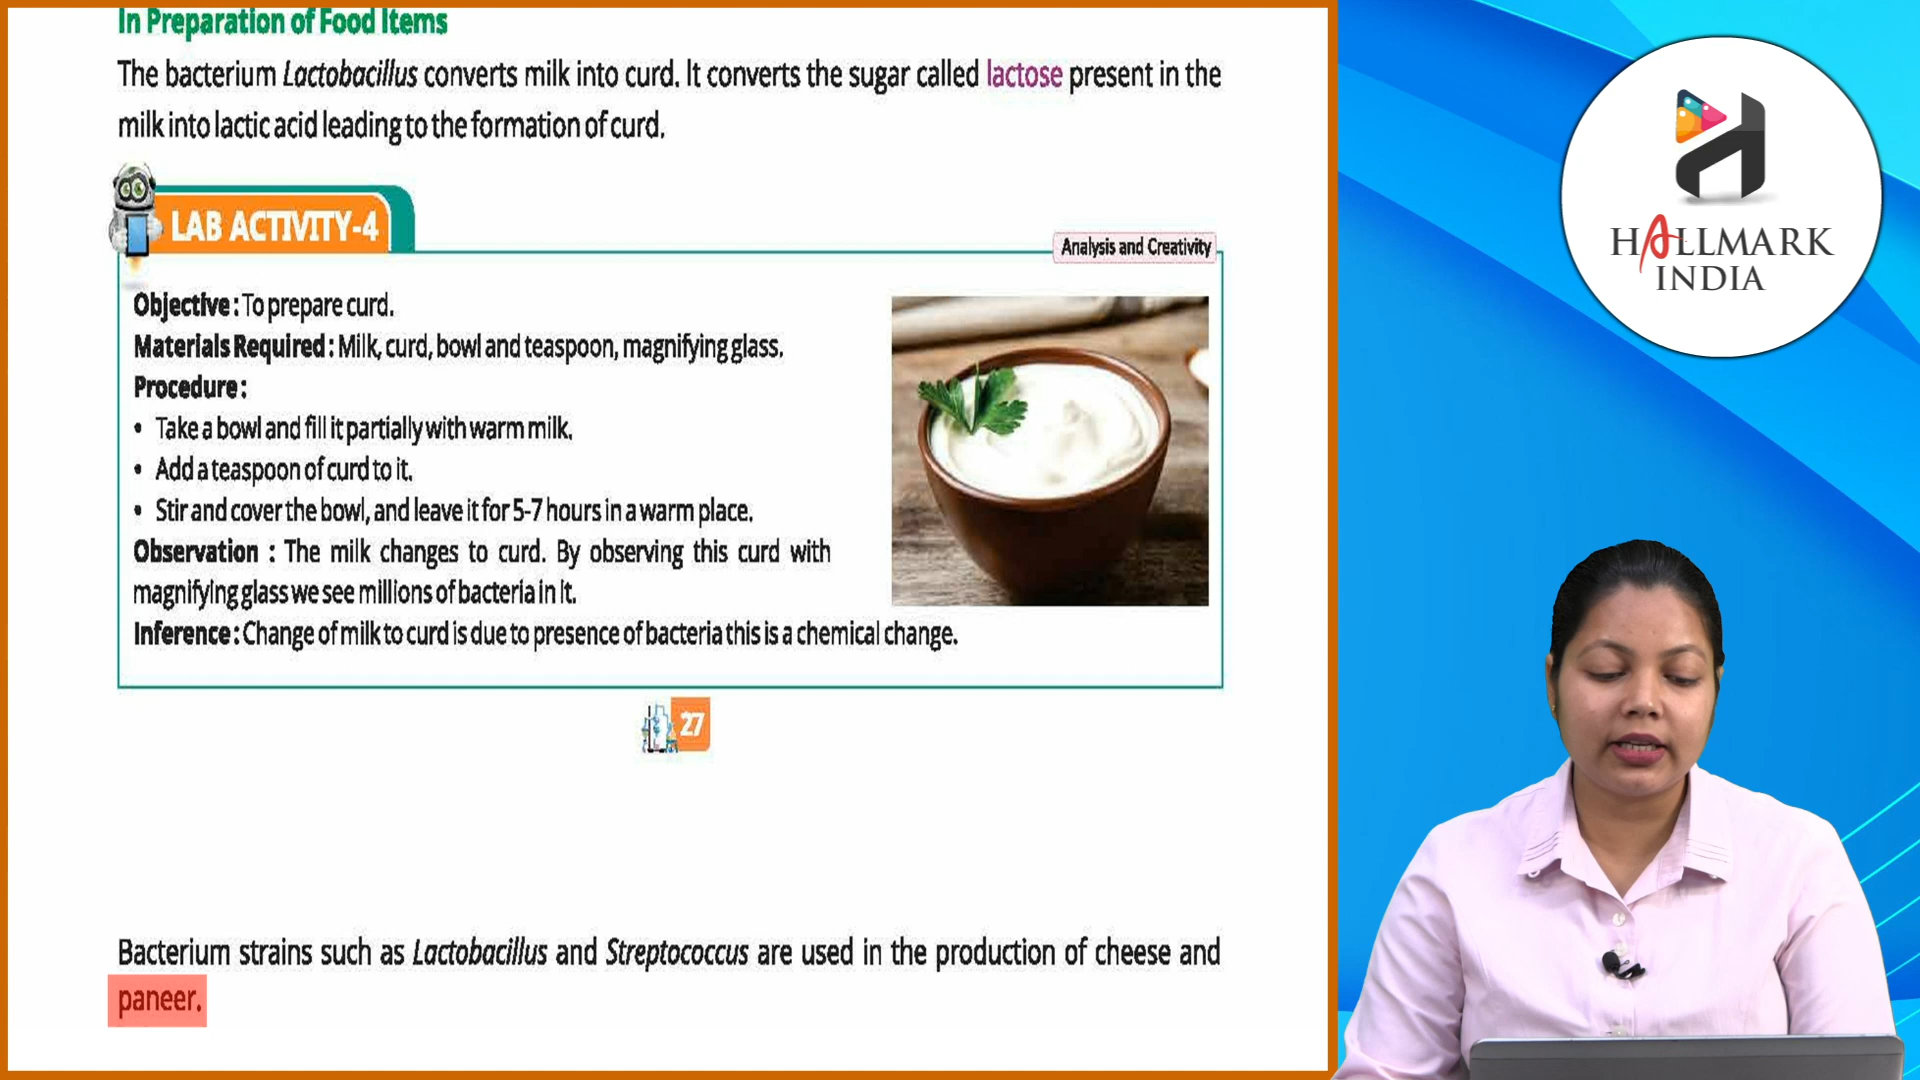 In Preparation of Food Items
The bacterium Lactobacillus converts milk into curd. It converts the sugar called lactose present in the
milk into lactic acid leading to the formation of curd.
LAB ACTIVITY-4
Analysis and Creativity
Objective : To prepare curd.
Materials Required : Milk, curd, bowl and teaspoon, magnifying glass.
Procedure :
• Take a bowl and fill it partially with warm milk.
• Add a teaspoon of curd to it.
• Stir and cover the bowl, and leave it for 5-7 hours in a warm place.
Observation : The milk changes to curd. By observing this curd with
magnifying glass we see millions of bacteria in it.
Inference : Change of milk to curd is due to presence of bacteria this is a chemical change.
27
Bacterium strains such as Lactobacillus and Streptococcus are used in the production of cheese and
paneer.
HALLMARK
INDIA